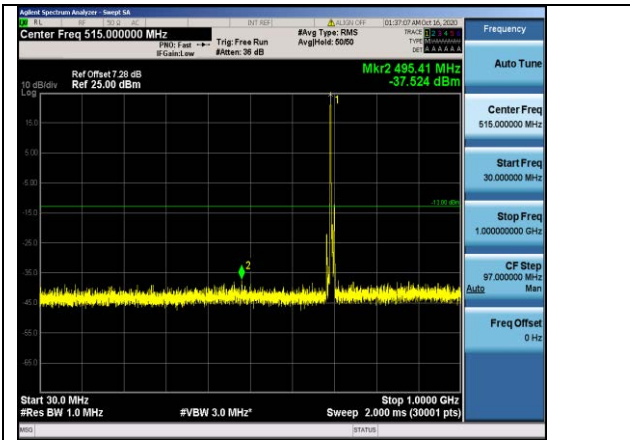 Agilent Spectrum Analyzer - Swept SA
RL RF 50 Ω AC INT REF ALIGN OFF 01:37:07 AM Oct 16, 2020
Center Freq 515.000000 MHz
PNO: Fast
IFGain:Low
Trig: Free Run
#Atten: 36 dB
#Avg Type: RMS
Avg|Hold: 50/50
TRACE 1 2 3 4 5 6
TYPE
DET A A A A A A
Frequency
Auto Tune
Center Freq
515.000000 MHz
Start Freq
30.000000 MHz
Stop Freq
1.000000000 GHz
CF Step
97.000000 MHz
Auto Man
Freq Offset
0 Hz
Mkr2 495.41 MHz
-37.524 dBm
Ref Offset 7.28 dB
10 dB/div Ref 25.00 dBm
Log
1
15.0
5.00
-5.00
-13.00 dBm
-15.0
-25.0
2
-35.0
-45.0
-55.0
-65.0
Start 30.0 MHz Stop 1.0000 GHz
#Res BW 1.0 MHz #VBW 3.0 MHz* Sweep 2.000 ms (30001 pts)
MSG STATUS